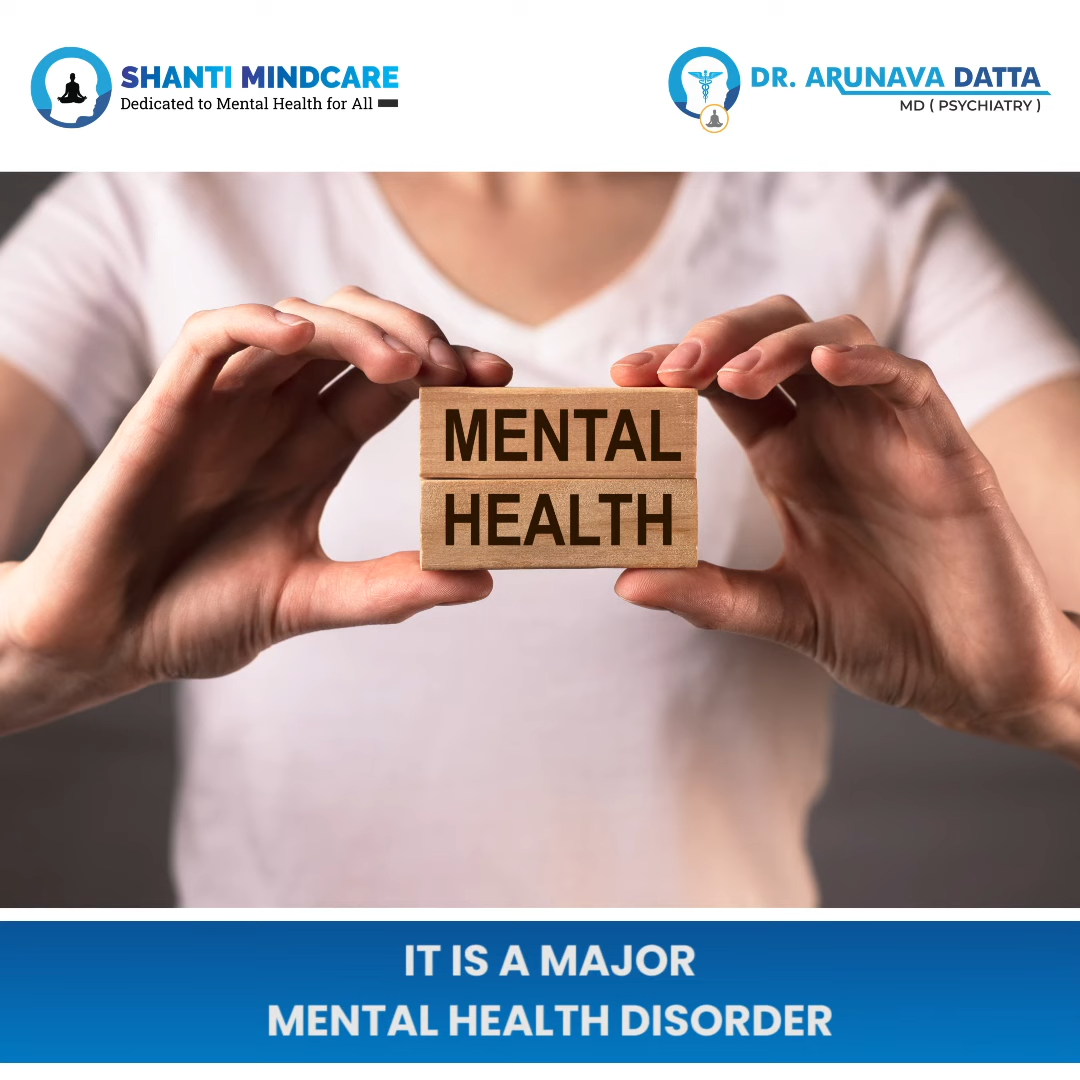 SHANTI MINDCARE
Dedicated to Mental Health for All
DR. ARUNAVA DATTA
MD ( PSYCHIATRY )
MENTAL
HEALTH
IT IS A MAJOR
MENTAL HEALTH DISORDER